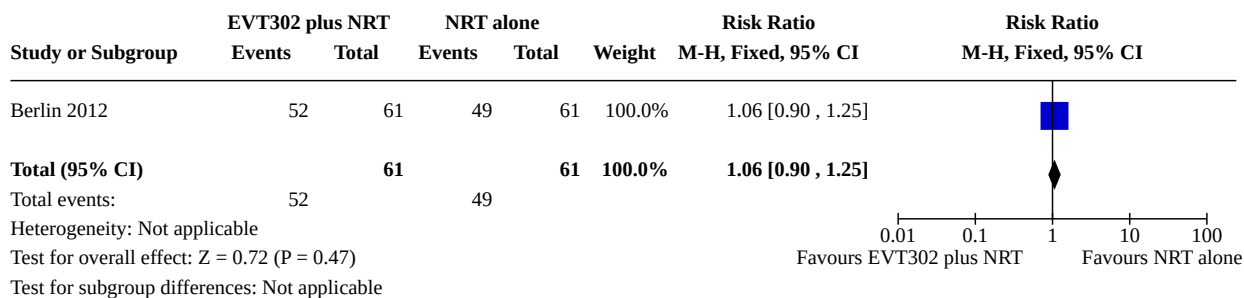 EVT302 plus NRT NRT alone Risk Ratio Risk Ratio
Study or Subgroup Events Total Events Total Weight M-H, Fixed, 95% CI M-H, Fixed, 95% CI
Berlin 2012 52 61 49 61 100.0% 1.06 [0.90 , 1.25]
Total (95% CI) 61 61 100.0% 1.06 [0.90 , 1.25]
Total events: 52 49
Heterogeneity: Not applicable
0.01 0.1 1 10 100
Test for overall effect: Z = 0.72 (P = 0.47) Favours EVT302 plus NRT Favours NRT alone
Test for subgroup differences: Not applicable